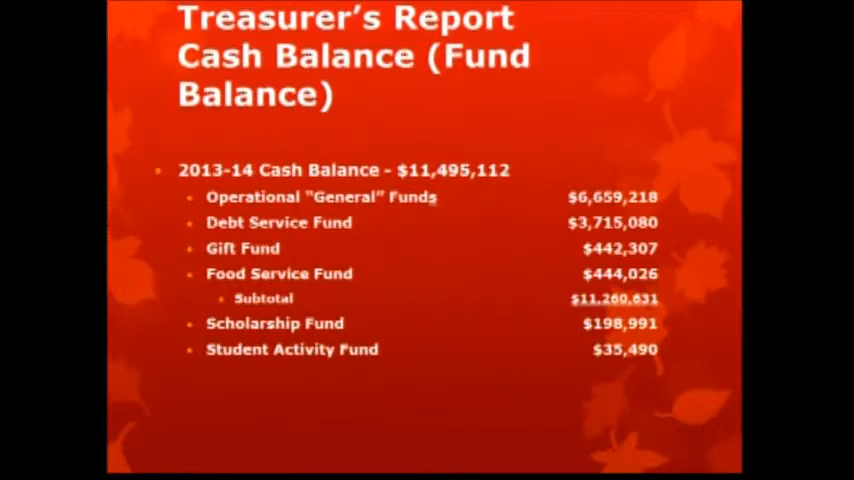 Treasurer's Report
Cash Balance (Fund
Balance)
2013-14 Cash Balance - $11,495,112
Operational "General" Funds $6,659,218
Debt Service Fund $3,715,080
Gift Fund $442,307
Food Service Fund $444,026
Subtotal $11,260,631
Scholarship Fund $198,991
Student Activity Fund $35,490